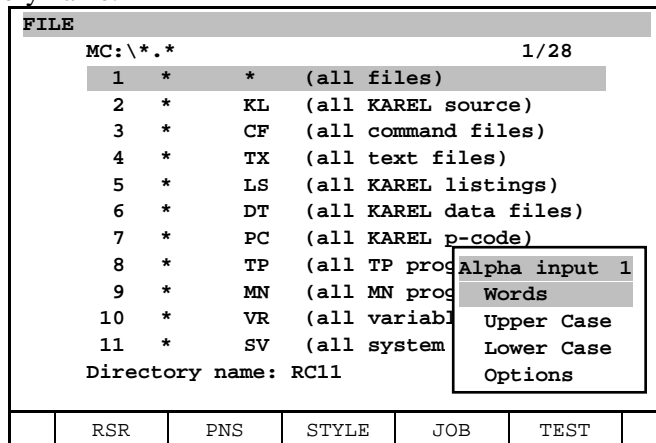 FILE
MC:\*.* 1/28
1 * * (all files)
2 * KL (all KAREL source)
3 * CF (all command files)
4 * TX (all text files)
5 * LS (all KAREL listings)
6 * DT (all KAREL data files)
7 * PC (all KAREL p-code)
8 * TP (all TP prog
9 * MN (all MN prog
10 * VR (all variabl
11 * SV (all system
Alpha input 1
Words
Upper Case
Lower Case
Options
Directory name: RC11
RSR PNS STYLE JOB TEST